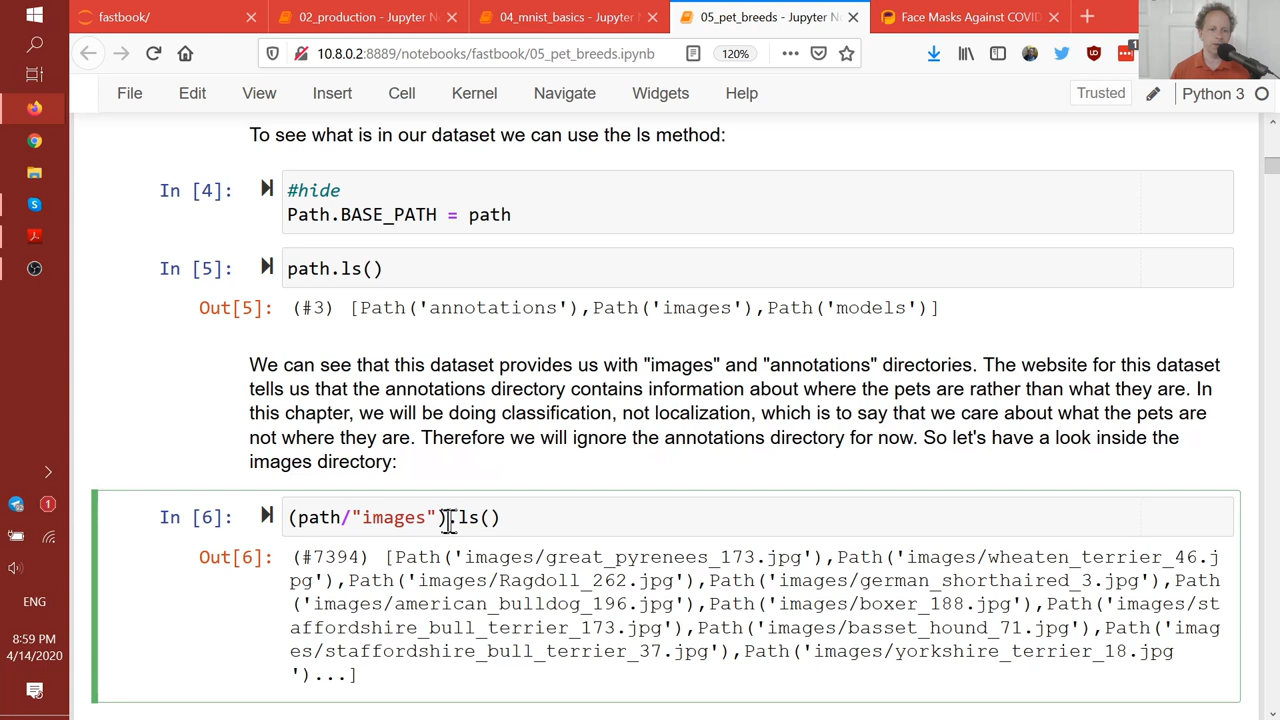 fastbook/
02_production - Jupyter N
04_mnist_basics - Jupyter N
05_pet_breeds - Jupyter N
Face Masks Against COVID
10.8.0.2:8889/notebooks/fastbook/05_pet_breeds.ipynb
120%
File Edit View Insert Cell Kernel Navigate Widgets Help
Trusted
Python 3
To see what is in our dataset we can use the ls method:
In [4]:
#hide
Path.BASE_PATH = path
In [5]:
path.ls()
Out[5]:
(#3) [Path('annotations'),Path('images'),Path('models')]
We can see that this dataset provides us with "images" and "annotations" directories. The website for this dataset
tells us that the annotations directory contains information about where the pets are rather than what they are. In
this chapter, we will be doing classification, not localization, which is to say that we care about what the pets are
not where they are. Therefore we will ignore the annotations directory for now. So let's have a look inside the
images directory:
In [6]:
(path/"images").ls()
Out[6]:
(#7394) [Path('images/great_pyrenees_173.jpg'),Path('images/wheaten_terrier_46.j
pg'),Path('images/Ragdoll_262.jpg'),Path('images/german_shorthaired_3.jpg'),Path
('images/american_bulldog_196.jpg'),Path('images/boxer_188.jpg'),Path('images/st
affordshire_bull_terrier_173.jpg'),Path('images/basset_hound_71.jpg'),Path('imag
es/staffordshire_bull_terrier_37.jpg'),Path('images/yorkshire_terrier_18.jpg
')...]
1
ENG
8:59 PM
4/14/2020